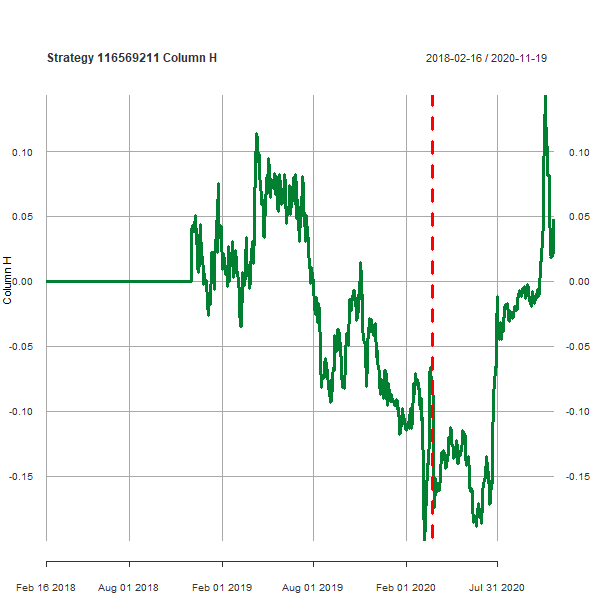 Strategy 116569211 Column H
2018-02-16 / 2020-11-19
Column H
0.10
0.05
0.00
-0.05
-0.10
-0.15
0.10
0.05
0.00
-0.05
-0.10
-0.15
Feb 16 2018
Aug 01 2018
Feb 01 2019
Aug 01 2019
Feb 01 2020
Jul 31 2020